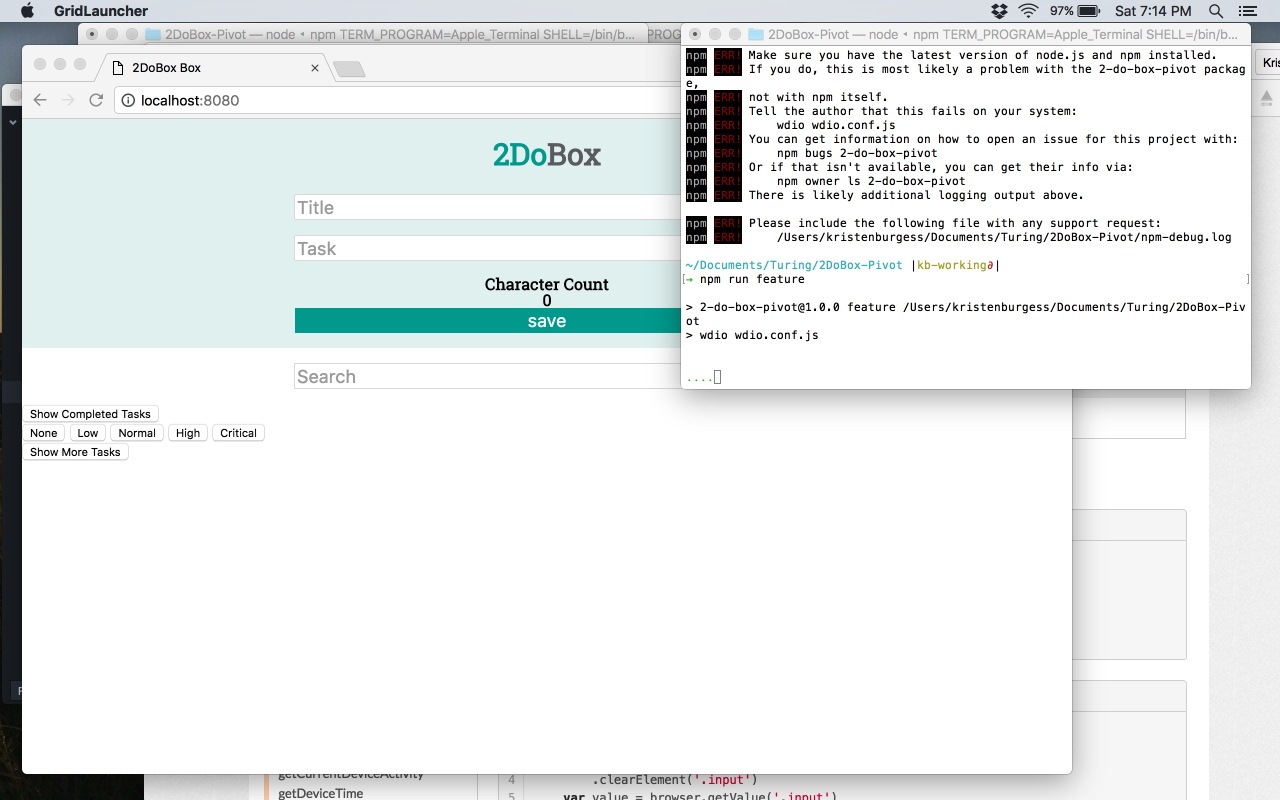 GridLauncher
97%
Sat 7:14 PM
2DoBox-Pivot — node ◂ npm TERM_PROGRAM=Apple_Terminal SHELL=/bin/b...
2DoBox-Pivot — node ◂ npm TERM_PROGRAM=Apple_Terminal SHELL=/bin/b...
2DoBox Box
localhost:8080
2DoBox
Title
Task
Character Count
0
save
Search
Show Completed Tasks
None Low Normal High Critical
Show More Tasks
npm ERR! Make sure you have the latest version of node.js and npm installed.
npm ERR! If you do, this is most likely a problem with the 2-do-box-pivot packag
e,
npm ERR! not with npm itself.
npm ERR! Tell the author that this fails on your system:
npm ERR!     wdio wdio.conf.js
npm ERR! You can get information on how to open an issue for this project with:
npm ERR!     npm bugs 2-do-box-pivot
npm ERR! Or if that isn't available, you can get their info via:
npm ERR!     npm owner ls 2-do-box-pivot
npm ERR! There is likely additional logging output above.
npm ERR! Please include the following file with any support request:
npm ERR!     /Users/kristenburgess/Documents/Turing/2DoBox-Pivot/npm-debug.log
~/Documents/Turing/2DoBox-Pivot |kb-working∂|
[→ npm run feature ]
> 2-do-box-pivot@1.0.0 feature /Users/kristenburgess/Documents/Turing/2DoBox-Piv
ot
> wdio wdio.conf.js
....
Kris
getCurrentDeviceActivity
getDeviceTime
4 .clearElement('.input')
5 var value = browser.getValue('.input')